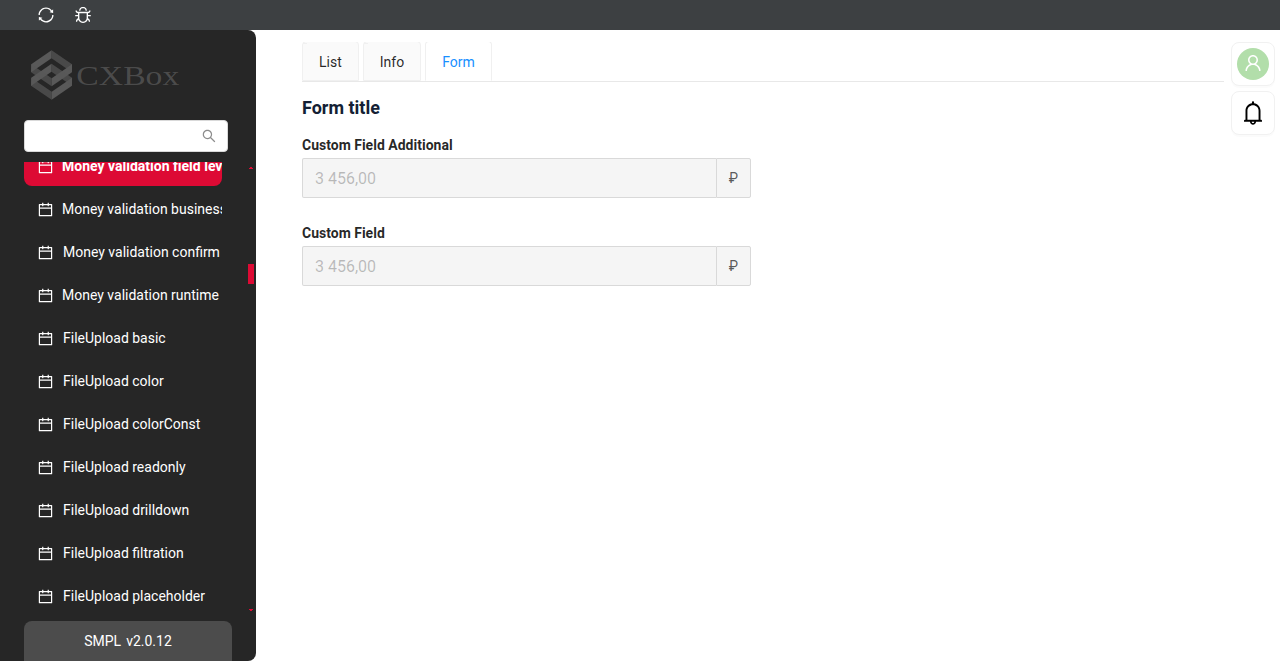 CXBox
Money validation field lev
Money validation business
Money validation confirm
Money validation runtime
FileUpload basic
FileUpload color
FileUpload colorConst
FileUpload readonly
FileUpload drilldown
FileUpload filtration
FileUpload placeholder
SMPL v2.0.12
List Info Form
Form title
Custom Field Additional
3 456,00 ₽
Custom Field
3 456,00 ₽